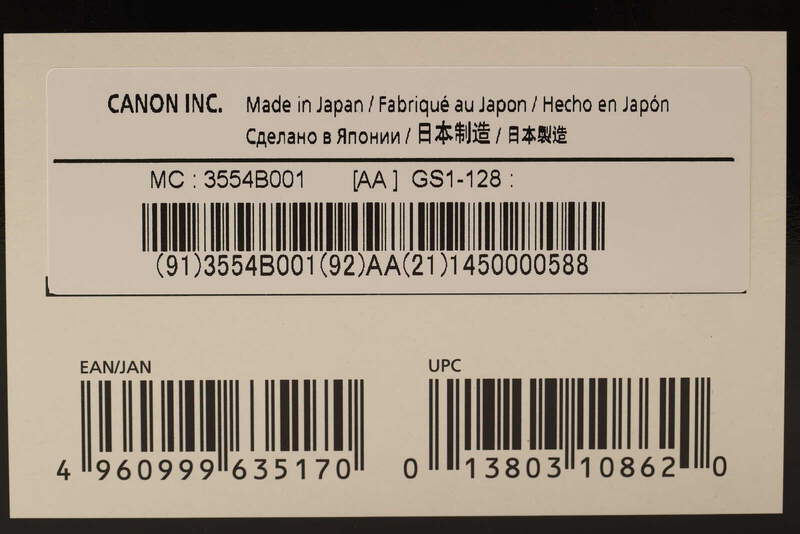 CANON INC. Made in Japan / Fabriqué au Japon / Hecho en Japón
Сделано в Японии / 日本制造 / 日本製造
MC : 3554B001 [AA ] GS1-128 :
(91)3554B001(92)AA(21)1450000588
EAN/JAN UPC
4 960999 635170 0 13803 10862 0